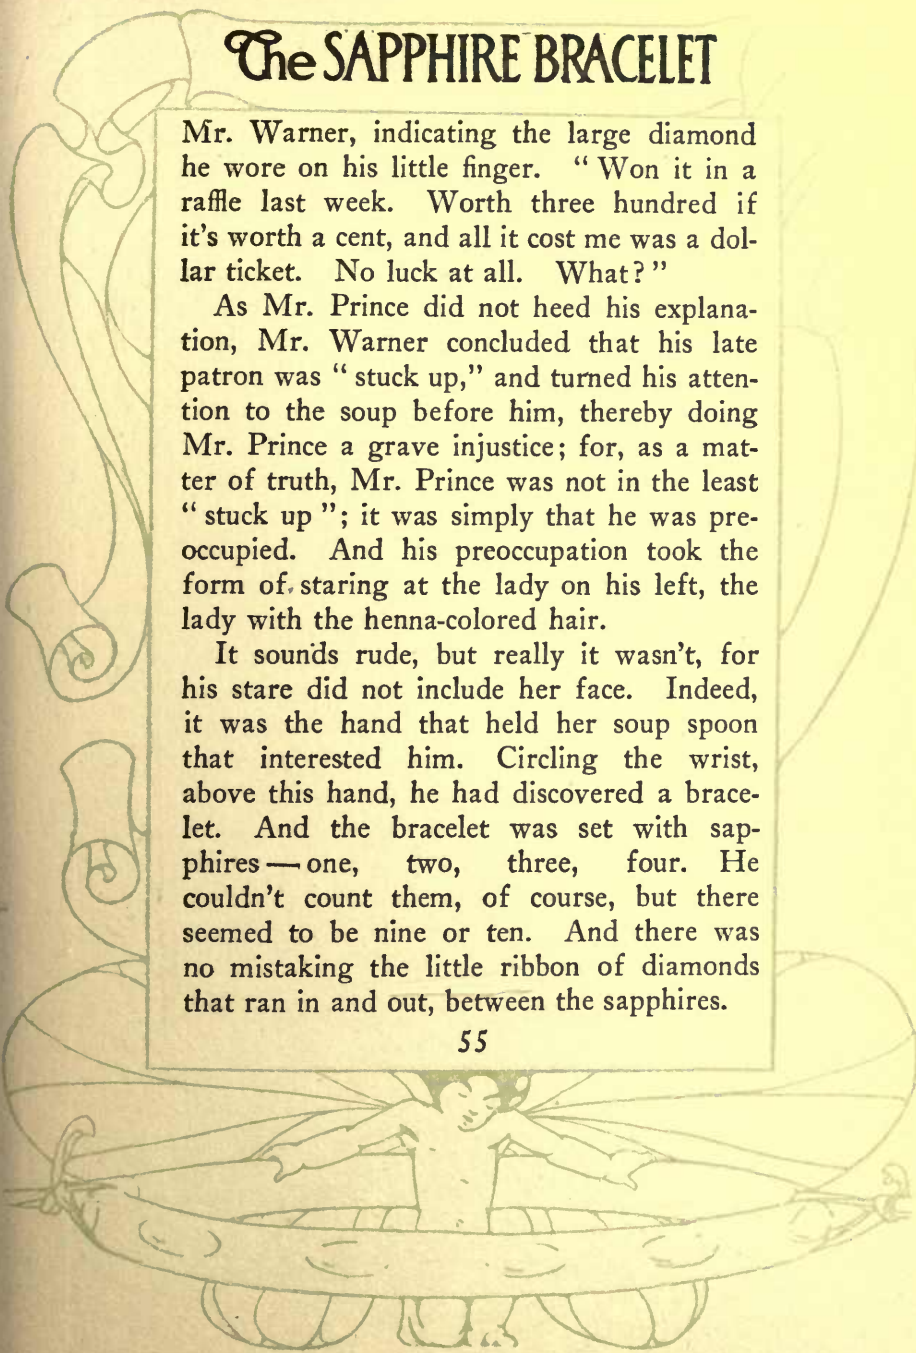 The SAPPHIRE BRACELET
Mr. Warner, indicating the large diamond
he wore on his little finger. “ Won it in a
raffle last week. Worth three hundred if
it's worth a cent, and all it cost me was a dol-
lar ticket. No luck at all. What? ”
As Mr. Prince did not heed his explana-
tion, Mr. Warner concluded that his late
patron was “ stuck up,” and turned his atten-
tion to the soup before him, thereby doing
Mr. Prince a grave injustice; for, as a mat-
ter of truth, Mr. Prince was not in the least
“ stuck up ”; it was simply that he was pre-
occupied. And his preoccupation took the
form of staring at the lady on his left, the
lady with the henna-colored hair.
It sounds rude, but really it wasn't, for
his stare did not include her face. Indeed,
it was the hand that held her soup spoon
that interested him. Circling the wrist,
above this hand, he had discovered a brace-
let. And the bracelet was set with sap-
phires — one, two, three, four. He
couldn't count them, of course, but there
seemed to be nine or ten. And there was
no mistaking the little ribbon of diamonds
that ran in and out, between the sapphires.
55